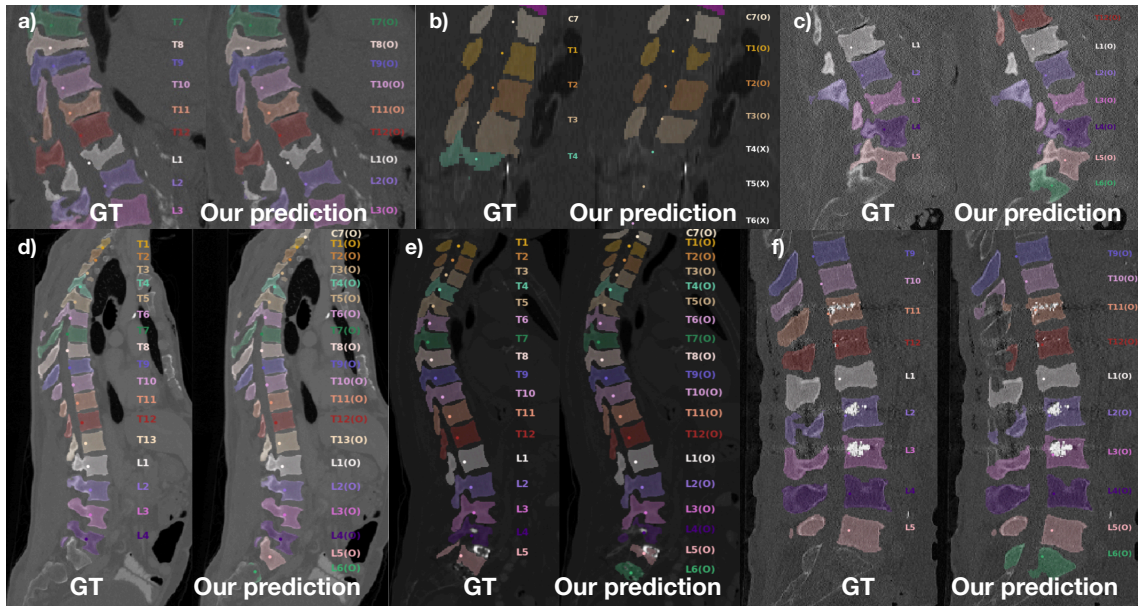 a)
T7
T8
T9
T10
T11
T12
L1
L2
L3
GT
T7(O)
T8(O)
T9(O)
T10(O)
T11(O)
L1(O)
L2(O)
L3(O)
Our prediction
b)
C7
T1
T2
T3
T4
GT
C7(O)
T1(O)
T2(O)
T3(O)
T4(X)
T5(X)
T6(X)
Our prediction
c)
L1
L2
L3
L4
L5
GT
L1(O)
L2(O)
L3(O)
L4(O)
L5(O)
L6(O)
Our prediction
d)
T1
T2
T3
T4
T5
T6
T7
T8
T9
T10
T11
T12
T13
L1
L2
L3
L4
GT
C7(O)
T1(O)
T2(O)
T3(O)
T4(O)
T5(O)
T6(O)
T7(O)
T8(O)
T9(O)
T10(O)
T11(O)
T12(O)
T13(O)
L1(O)
L2(O)
L3(O)
L4(O)
L5(O)
L6(O)
Our prediction
e)
T1
T2
T3
T4
T5
T6
T7
T8
T9
T10
T11
T12
L1
L2
L3
L4
L5
GT
C7(O)
T1(O)
T2(O)
T3(O)
T4(O)
T5(O)
T6(O)
T7(O)
T8(O)
T9(O)
T10(O)
T11(O)
T12(O)
L1(O)
L2(O)
L3(O)
L4(O)
L5(O)
L6(O)
Our prediction
f)
T9
T10
T11
T12
L1
L2
L3
L4
L5
GT
T9(O)
T10(O)
T11(O)
T12(O)
L1(O)
L2(O)
L3(O)
L4(O)
L5(O)
L6(O)
Our prediction